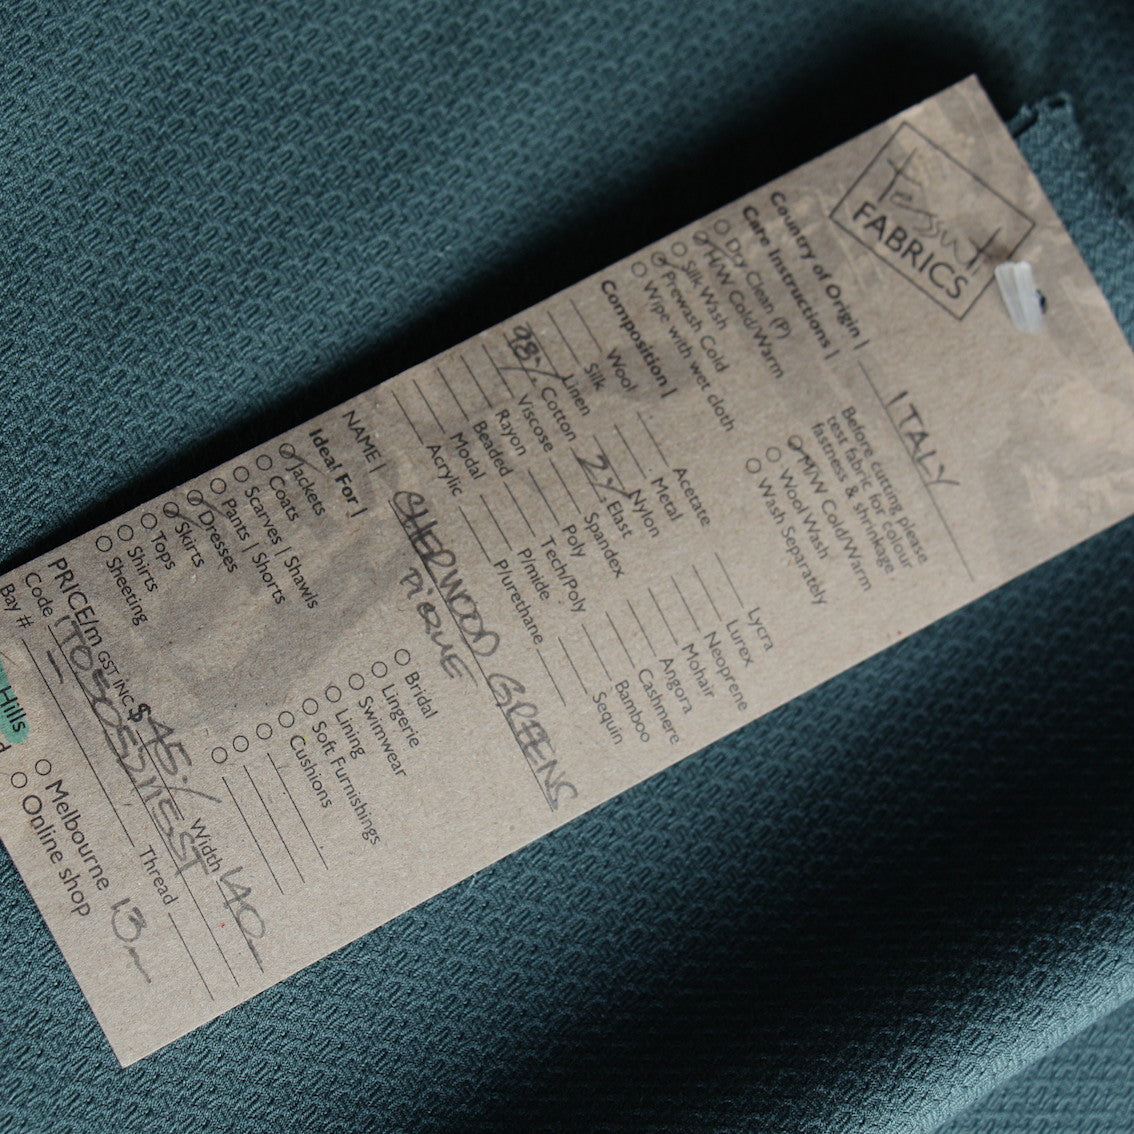 tessuti
FABRICS
Country of Origin | ITALY
Care Instructions |
Dry Clean (P)
H/W Cold/Warm
Silk Wash
Prewash Cold
Wipe with wet cloth
Before cutting please
test fabric for colour
fastness & shrinkage
M/W Cold/Warm
Wool Wash
Wash Separately
Composition |
Wool
Silk
Linen
98% Cotton
Viscose
Rayon
Beaded
Modal
Acrylic
Acetate
Metal
Nylon
2% Elast
Spandex
Poly
Tech/Poly
P/mide
P/urethane
Lycra
Lurex
Neoprene
Mohair
Angora
Cashmere
Bamboo
Sequin
NAME | SHERWOOD GREENS
PIQUE
Ideal For |
Jackets
Coats
Scarves | Shawls
Pants | Shorts
Dresses
Skirts
Tops
Shirts
Sheeting
Bridal
Lingerie
Swimwear
Lining
Soft Furnishings
Cushions
PRICE/m GST INC $45./ Width 140
Code
Thread
Bay #
Hills
Melbourne 13m
Online shop